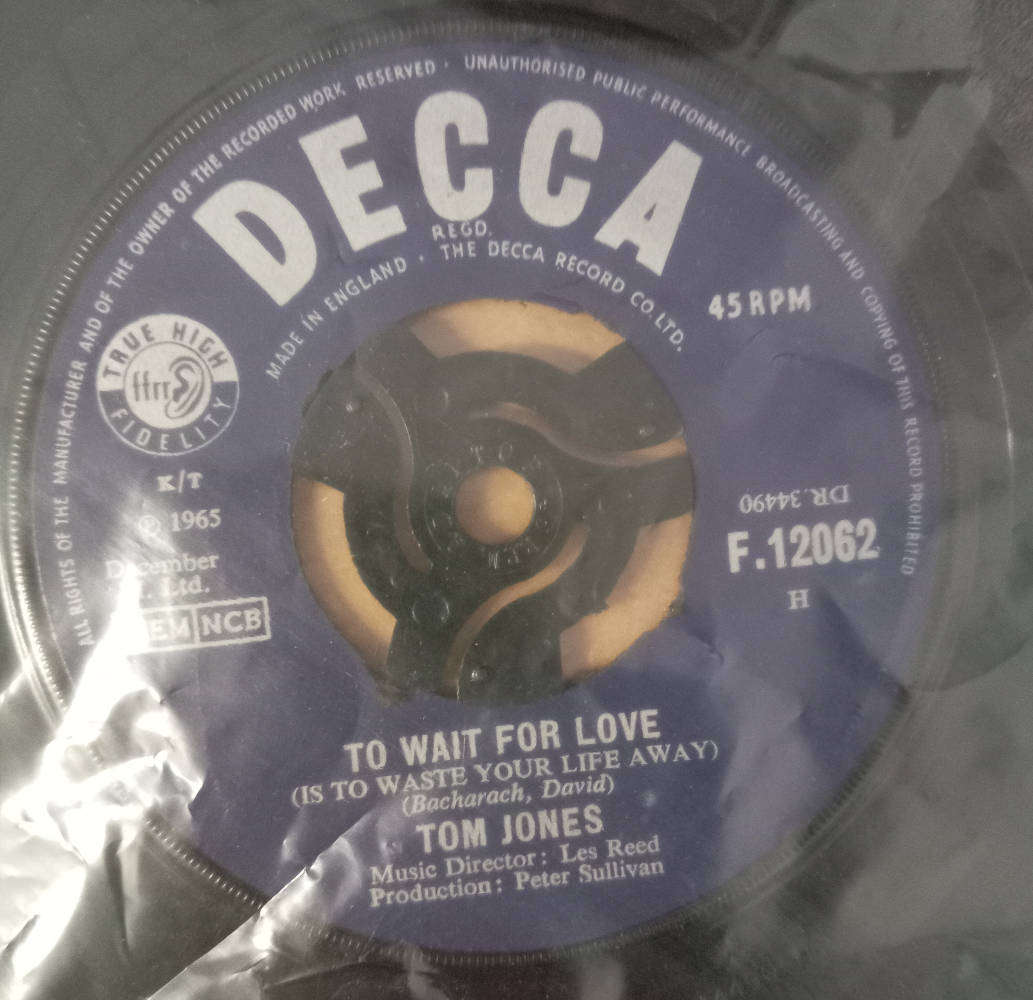 ALL RIGHTS OF THE MANUFACTURER AND OF THE OWNER OF THE RECORDED WORK RESERVED · UNAUTHORISED PUBLIC PERFORMANCE BROADCASTING AND COPYING OF THIS RECORD PROHIBITED
DECCA
REGD.
MADE IN ENGLAND · THE DECCA RECORD CO. LTD.
45 RPM
TRUE HIGH
ffrr
FIDELITY
K/T
℗ 1965
December
Ltd.
NCB
DR. 34490
F.12062
H
TO WAIT FOR LOVE
(IS TO WASTE YOUR LIFE AWAY)
(Bacharach, David)
TOM JONES
Music Director: Les Reed
Production: Peter Sullivan